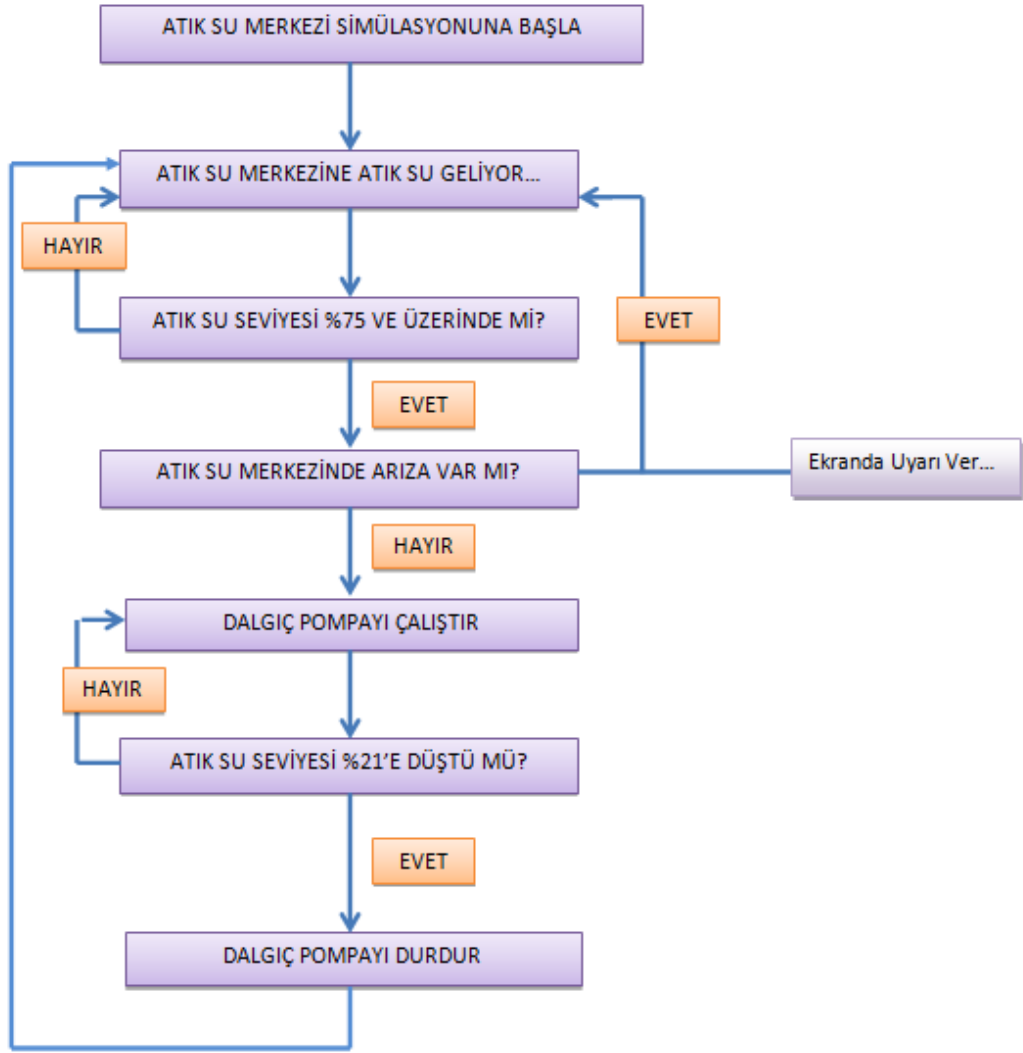 ATIK SU MERKEZİ SİMÜLASYONUNA BAŞLA
ATIK SU MERKEZİNE ATIK SU GELİYOR...
HAYIR
ATIK SU SEVİYESİ %75 VE ÜZERİNDE Mİ?
EVET
EVET
ATIK SU MERKEZİNDE ARIZA VAR MI?
Ekranda Uyarı Ver...
HAYIR
DALGIÇ POMPAYI ÇALIŞTIR
HAYIR
ATIK SU SEVİYESİ %21'E DÜŞTÜ MÜ?
EVET
DALGIÇ POMPAYI DURDUR